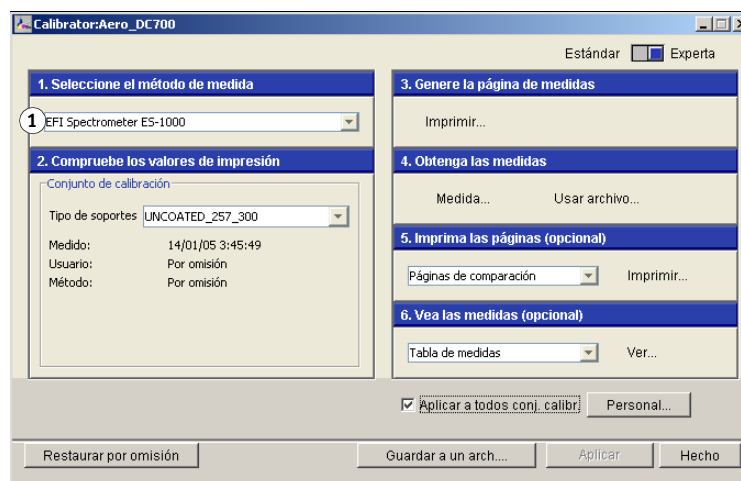 Calibrator:Aero_DC700
Estándar Experta
1. Seleccione el método de medida
1 EFI Spectrometer ES-1000
2. Compruebe los valores de impresión
Conjunto de calibración
Tipo de soportes UNCOATED_257_300
Medido: 14/01/05 3:45:49
Usuario: Por omisión
Método: Por omisión
3. Genere la página de medidas
Imprimir...
4. Obtenga las medidas
Medida... Usar archivo...
5. Imprima las páginas (opcional)
Páginas de comparación Imprimir...
6. Vea las medidas (opcional)
Tabla de medidas Ver...
Aplicar a todos conj. calibr. Personal...
Restaurar por omisión Guardar a un arch.... Aplicar Hecho